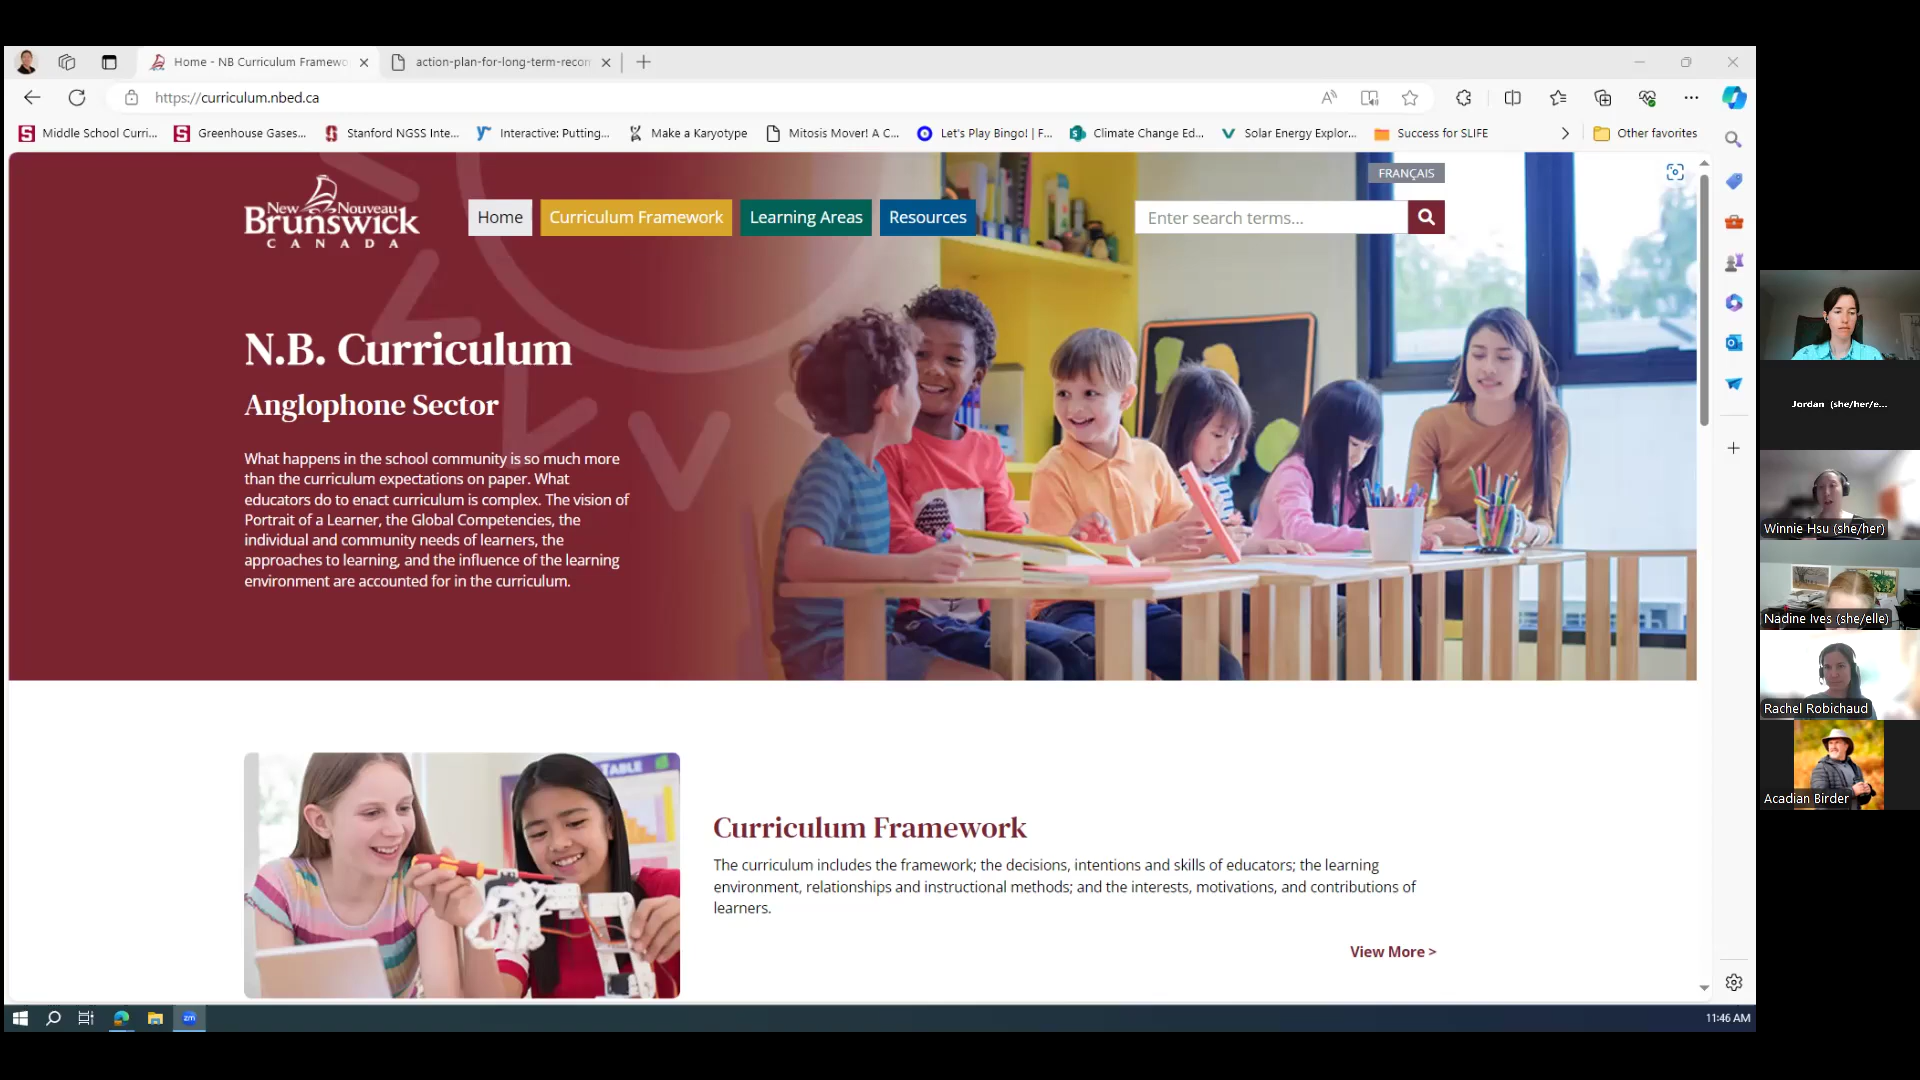 Home - NB Curriculum Framewo
action-plan-for-long-term-recon
https://curriculum.nbed.ca
Middle School Curri...
Greenhouse Gases...
Stanford NGSS Inte...
Interactive: Putting...
Make a Karyotype
Mitosis Mover! A C...
Let's Play Bingo! | F...
Climate Change Ed...
Solar Energy Explor...
Success for SLIFE
Other favorites
FRANÇAIS
New Nouveau
Brunswick
CANADA
Home
Curriculum Framework
Learning Areas
Resources
Enter search terms...
N.B. Curriculum
Anglophone Sector
What happens in the school community is so much more
than the curriculum expectations on paper. What
educators do to enact curriculum is complex. The vision of
Portrait of a Learner, the Global Competencies, the
individual and community needs of learners, the
approaches to learning, and the influence of the learning
environment are accounted for in the curriculum.
TABLE
Curriculum Framework
The curriculum includes the framework; the decisions, intentions and skills of educators; the learning
environment, relationships and instructional methods; and the interests, motivations, and contributions of
learners.
View More >
Jordan (she/her/e...
Winnie Hsu (she/her)
Nadine Ives (she/elle)
Rachel Robichaud
Acadian Birder
zm
11:46 AM